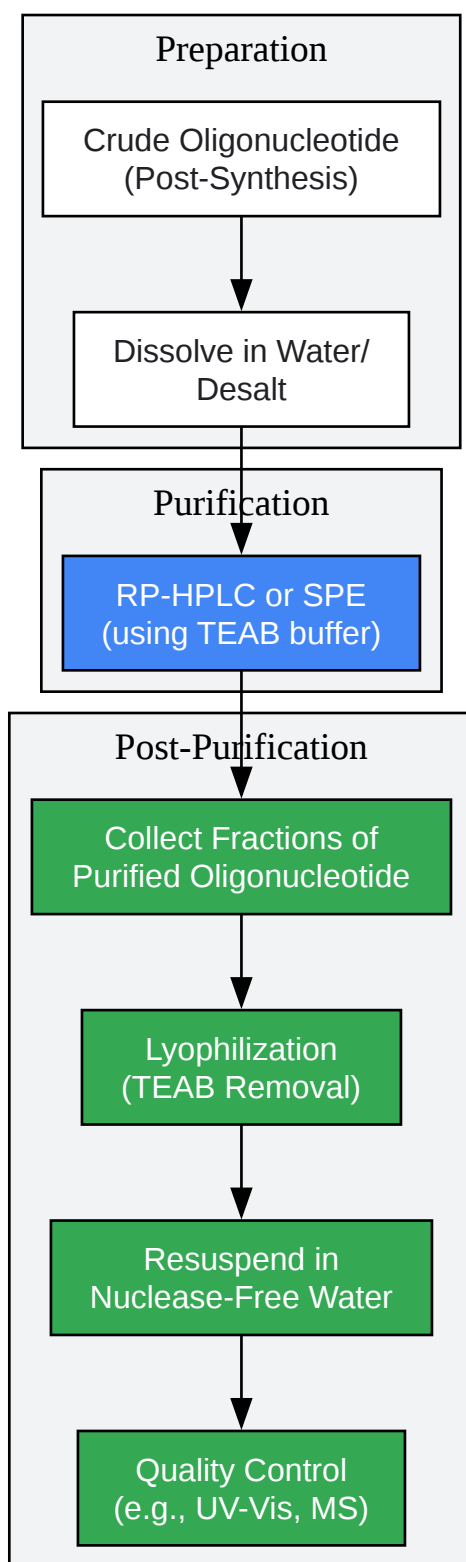 Preparation
Crude Oligonucleotide
(Post-Synthesis)
Dissolve in Water/
Desalt
Purification
RP-HPLC or SPE
(using TEAB buffer)
Post-Purification
Collect Fractions of
Purified Oligonucleotide
Lyophilization
(TEAB Removal)
Resuspend in
Nuclease-Free Water
Quality Control
(e.g., UV-Vis, MS)